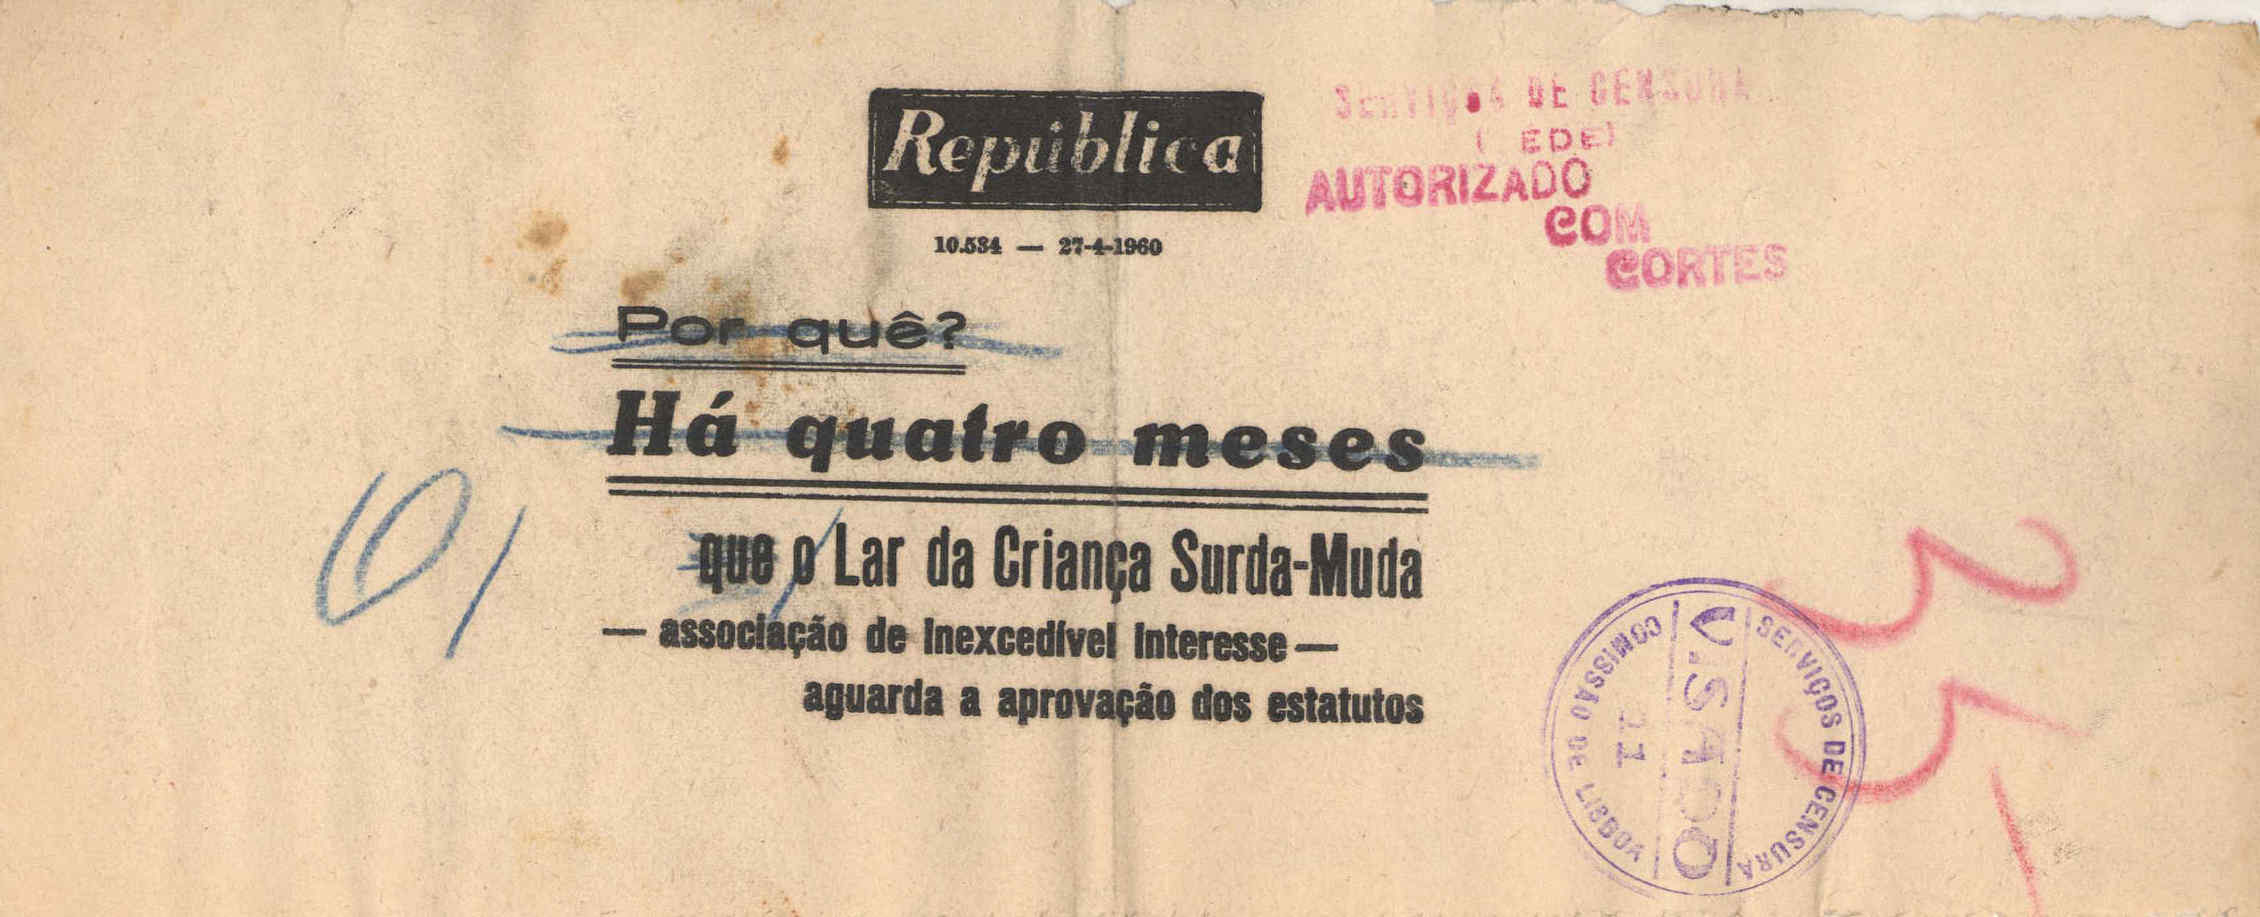 República
SERVIÇOS DE CENSURA
AUTORIZADO
COM
CORTES
10.534 — 27-4-1960
Por quê?
Há quatro meses
que o Lar da Criança Surda-Muda
— associação de inexcedível interesse —
aguarda a aprovação dos estatutos
SERVIÇOS DE CENSURA
VISADO
COMISSÃO DE LISBOA